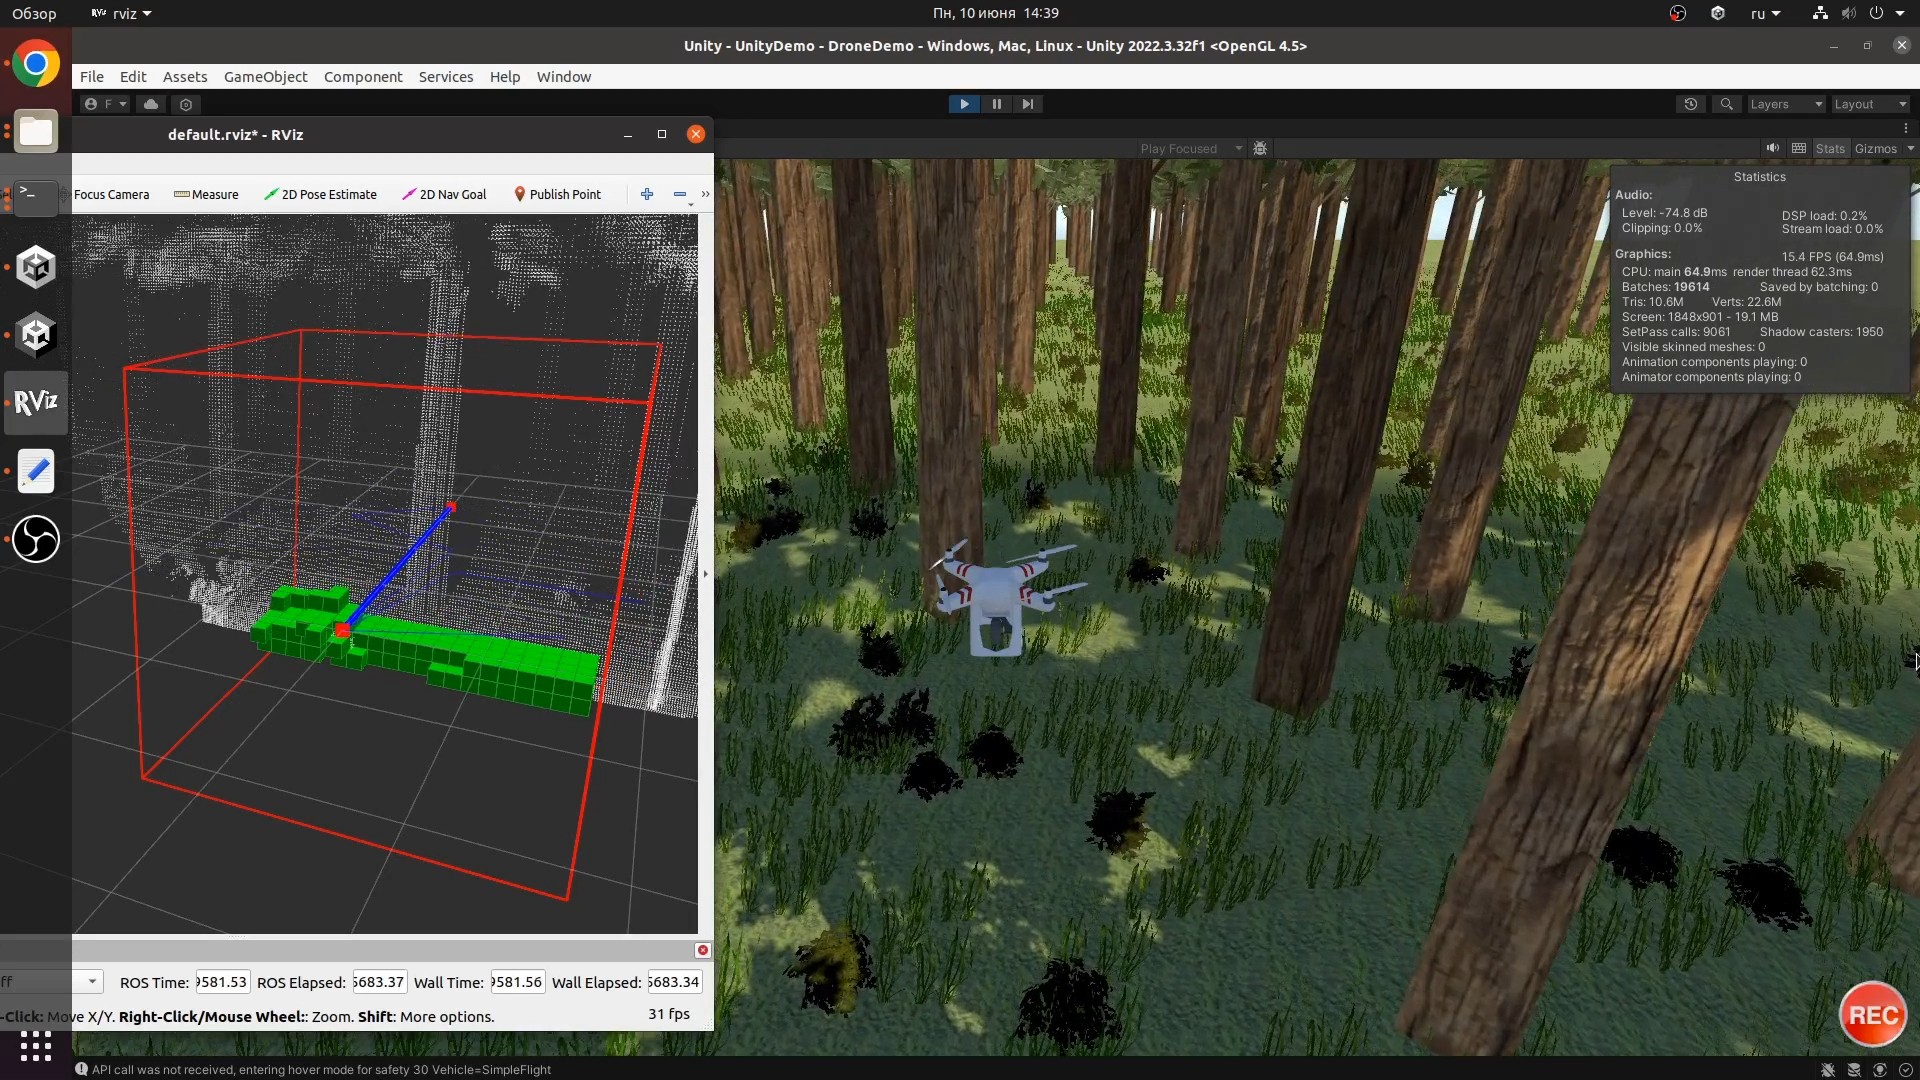 Обзор
RViz rviz
Пн, 10 июня 14:39
ru
Unity - UnityDemo - DroneDemo - Windows, Mac, Linux - Unity 2022.3.32f1 <OpenGL 4.5>
File Edit Assets GameObject Component Services Help Window
F
Layers
Layout
default.rviz* - RViz
Play Focused
Stats
Gizmos
Focus Camera Measure 2D Pose Estimate 2D Nav Goal Publish Point
Statistics
Audio:
Level: -74.8 dB DSP load: 0.2%
Clipping: 0.0% Stream load: 0.0%
Graphics: 15.4 FPS (64.9ms)
CPU: main 64.9ms render thread 62.3ms
Batches: 19614 Saved by batching: 0
Tris: 10.6M Verts: 22.6M
Screen: 1848x901 - 19.1 MB
SetPass calls: 9061 Shadow casters: 1950
Visible skinned meshes: 0
Animation components playing: 0
Animator components playing: 0
RViz
ff ROS Time: 9581.53 ROS Elapsed: 5683.37 Wall Time: 9581.56 Wall Elapsed: 5683.34
-Click: Move X/Y. Right-Click/Mouse Wheel:: Zoom. Shift: More options.
31 fps
REC
API call was not received, entering hover mode for safety 30 Vehicle=SimpleFlight